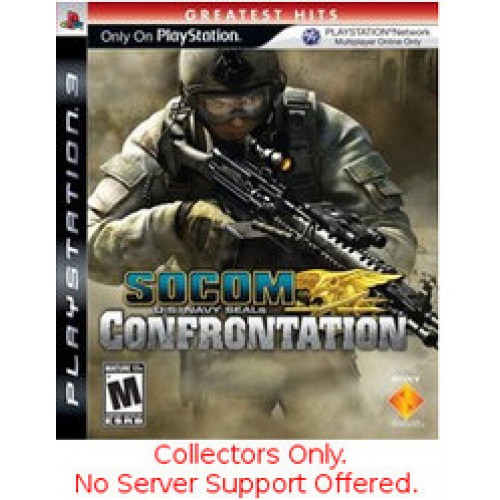 GREATEST HITS
Only On PlayStation.
PLAYSTATION®Network
Multiplayer Online Only
PLAYSTATION 3
SOCOM
U.S. NAVY SEALs
CONFRONTATION
MATURE 17+
M
ESRB
SONY
Collectors Only.
No Server Support Offered.